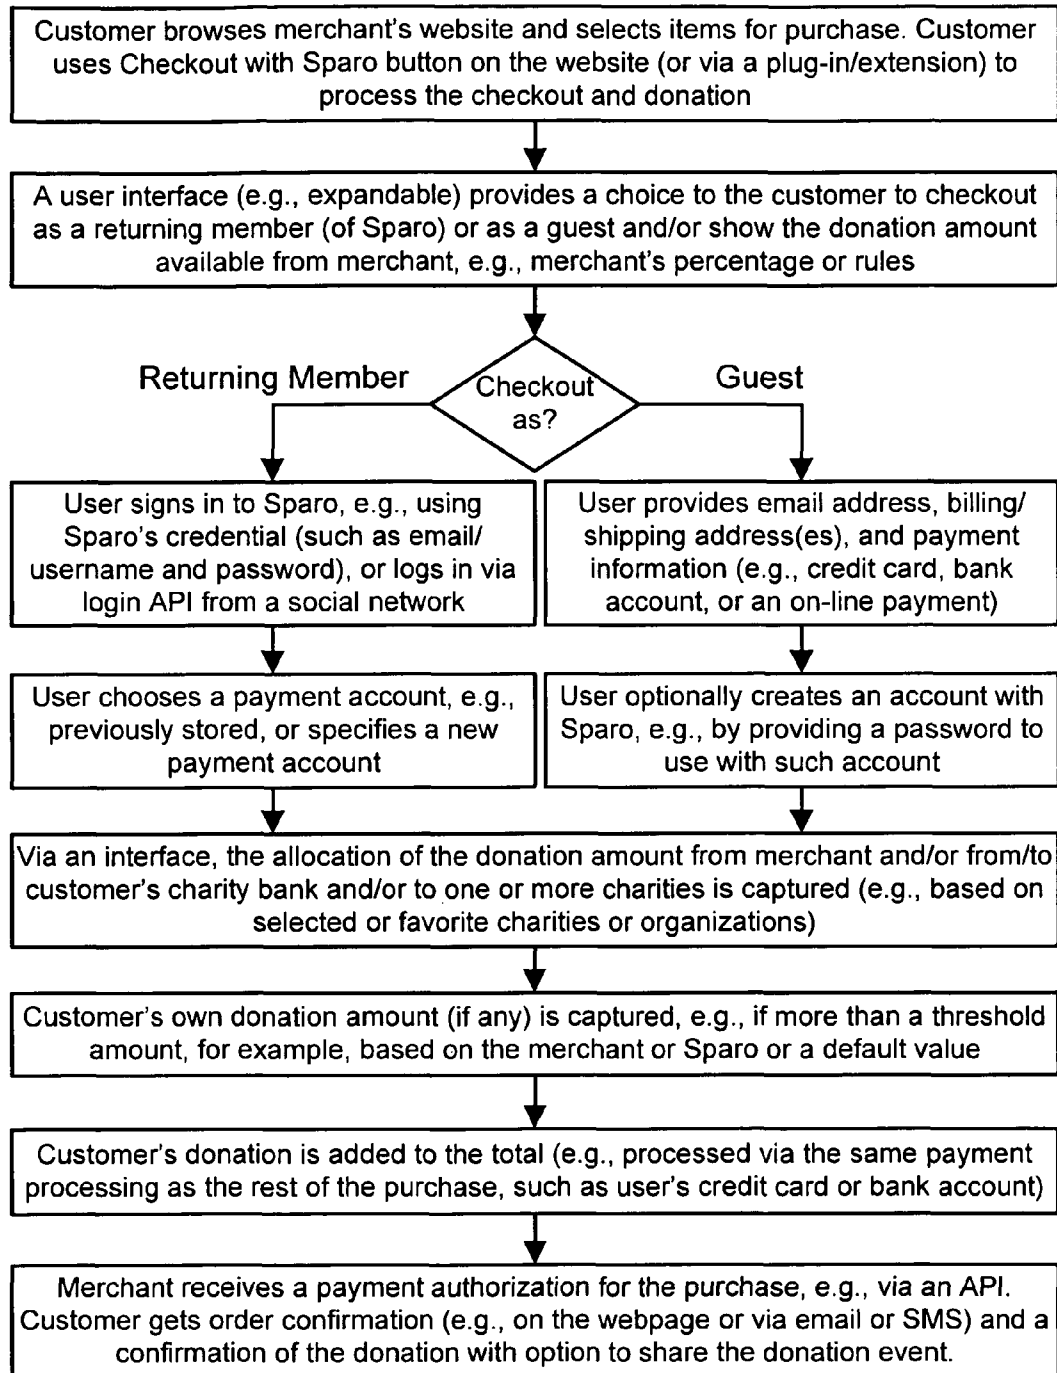 Customer browses merchant's website and selects items for purchase. Customer
uses Checkout with Sparo button on the website (or via a plug-in/extension) to
process the checkout and donation
A user interface (e.g., expandable) provides a choice to the customer to checkout
as a returning member (of Sparo) or as a guest and/or show the donation amount
available from merchant, e.g., merchant's percentage or rules
Returning Member
Checkout
as?
Guest
User signs in to Sparo, e.g., using
Sparo's credential (such as email/
username and password), or logs in via
login API from a social network
User provides email address, billing/
shipping address(es), and payment
information (e.g., credit card, bank
account, or an on-line payment)
User chooses a payment account, e.g.,
previously stored, or specifies a new
payment account
User optionally creates an account with
Sparo, e.g., by providing a password to
use with such account
Via an interface, the allocation of the donation amount from merchant and/or from/to
customer's charity bank and/or to one or more charities is captured (e.g., based on
selected or favorite charities or organizations)
Customer's own donation amount (if any) is captured, e.g., if more than a threshold
amount, for example, based on the merchant or Sparo or a default value
Customer's donation is added to the total (e.g., processed via the same payment
processing as the rest of the purchase, such as user's credit card or bank account)
Merchant receives a payment authorization for the purchase, e.g., via an API.
Customer gets order confirmation (e.g., on the webpage or via email or SMS) and a
confirmation of the donation with option to share the donation event.